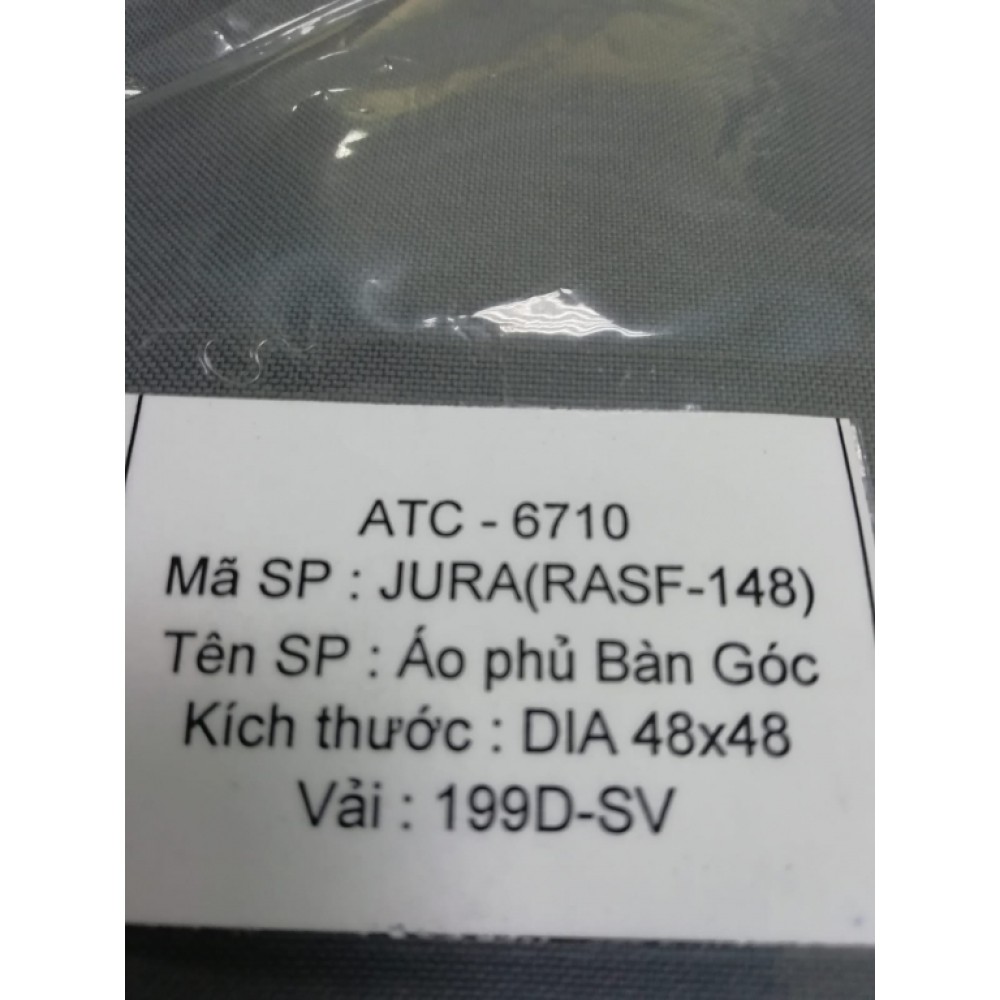 ATC - 6710
Mã SP : JURA(RASF-148)
Tên SP : Áo phủ Bàn Góc
Kích thước : DIA 48x48
Vải : 199D-SV